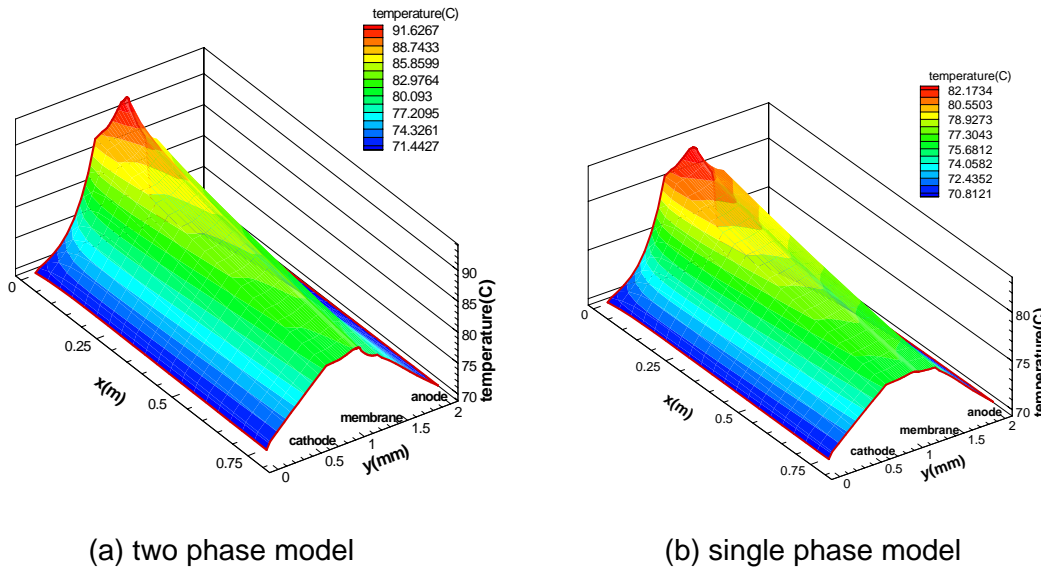 temperature(C)
91.6267
88.7433
85.8599
82.9764
80.093
77.2095
74.3261
71.4427
90
85
80
75
70
temperature(C)
0
0.25
0.5
0.75
x(m)
0
0.5
1
1.5
2
y(mm)
cathode
membrane
anode
(a) two phase model
temperature(C)
82.1734
80.5503
78.9273
77.3043
75.6812
74.0582
72.4352
70.8121
80
75
70
temperature(C)
0
0.25
0.5
0.75
x(m)
0
0.5
1
1.5
2
y(mm)
cathode
membrane
anode
(b) single phase model